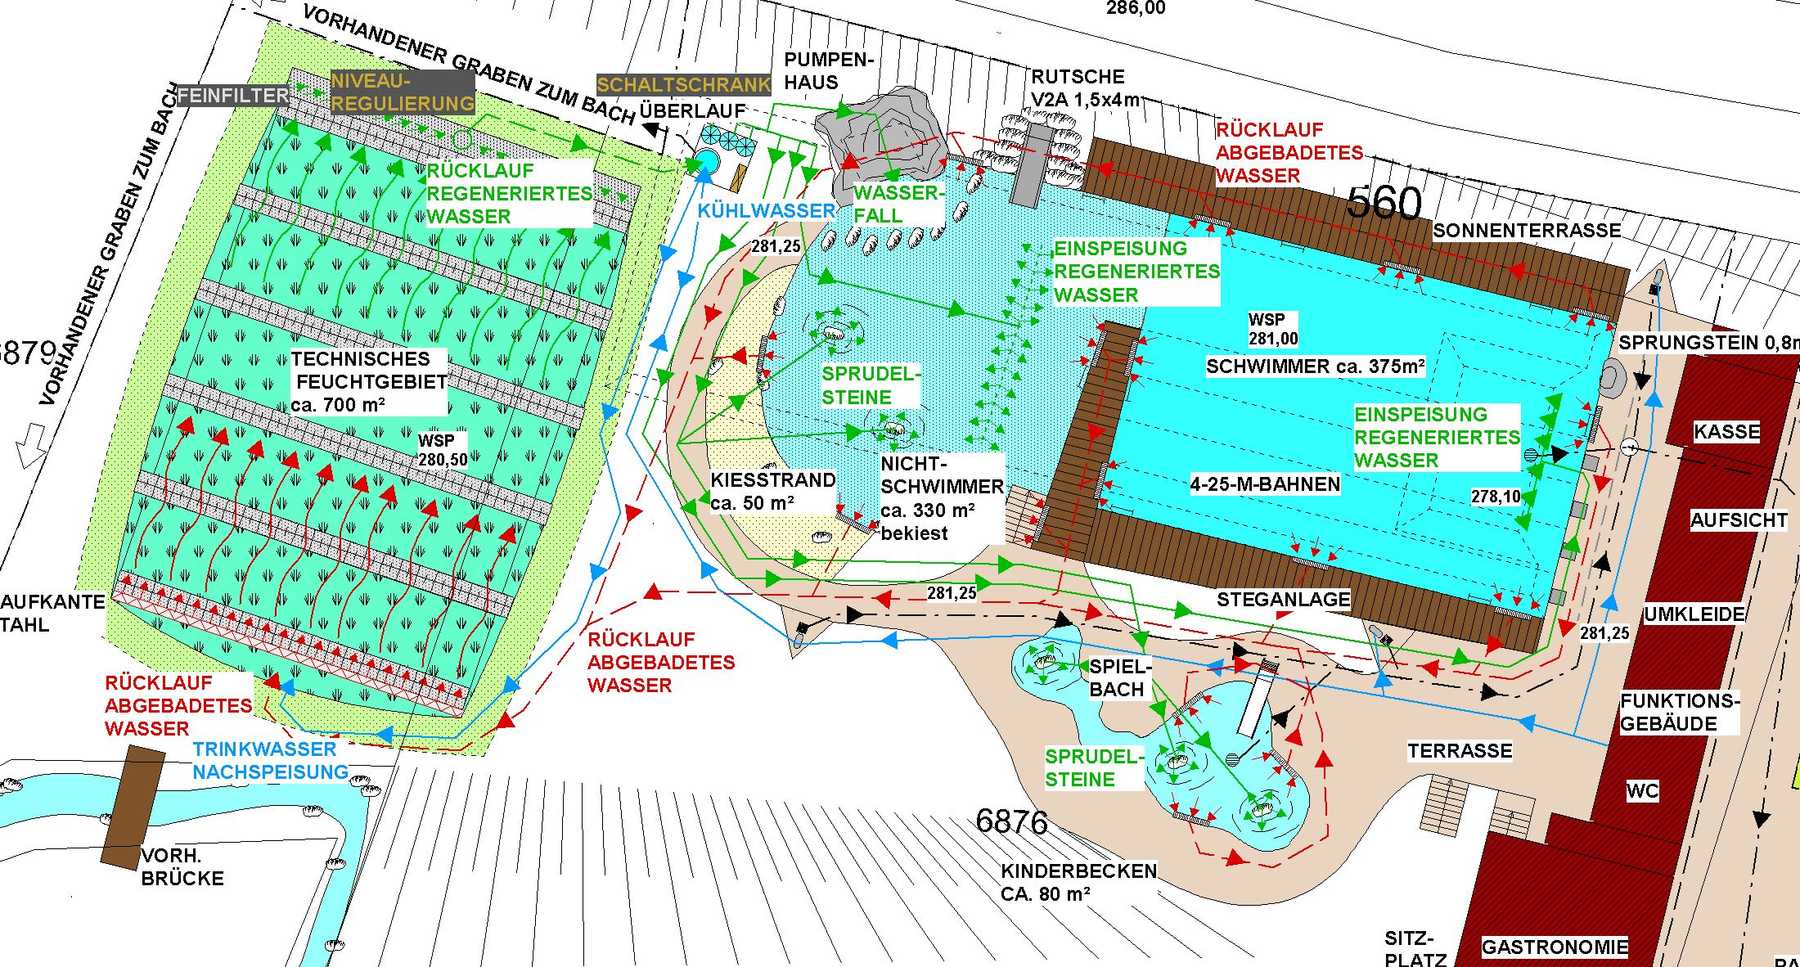 286,00
VORHANDENER GRABEN ZUM BACH
VORHANDENER GRABEN ZUM BACH
FEINFILTER
NIVEAU-
REGULIERUNG
SCHALTSCHRANK
ÜBERLAUF
PUMPEN-
HAUS
RUTSCHE
V2A 1,5x4m
RÜCKLAUF
ABGEBADETES
WASSER
560
SONNENTERRASSE
RÜCKLAUF
REGENERIERTES
WASSER
KÜHLWASSER
WASSER-
FALL
281,25
EINSPEISUNG
REGENERIERTES
WASSER
WSP
281,00
SCHWIMMER ca. 375m²
SPRUNGSTEIN 0,8m
6879
TECHNISCHES
FEUCHTGEBIET
ca. 700 m²
WSP
280,50
SPRUDEL-
STEINE
EINSPEISUNG
REGENERIERTES
WASSER
KASSE
KIESSTRAND
ca. 50 m²
NICHT-
SCHWIMMER
ca. 330 m²
bekiest
4-25-M-BAHNEN
278,10
AUFSICHT
AUFKANTE
TAHL
281,25
STEGANLAGE
UMKLEIDE
281,25
RÜCKLAUF
ABGEBADETES
WASSER
SPIEL-
BACH
RÜCKLAUF
ABGEBADETES
WASSER
FUNKTIONS-
GEBÄUDE
TRINKWASSER
NACHSPEISUNG
SPRUDEL-
STEINE
TERRASSE
WC
6876
VORH.
BRÜCKE
KINDERBECKEN
CA. 80 m²
SITZ-
PLATZ
GASTRONOMIE